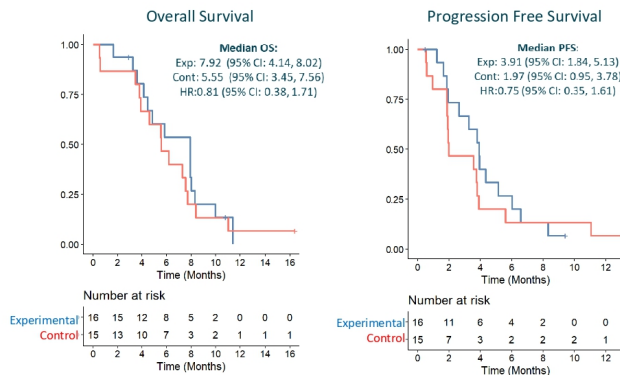 Overall Survival
Median OS:
Exp: 7.92 (95% CI: 4.14, 8.02)
Cont: 5.55 (95% CI: 3.45, 7.56)
HR:0.81 (95% CI: 0.38, 1.71)
1.00
0.75
0.50
0.25
0.00
0 2 4 6 8 10 12 14 16
Time (Months)
Number at risk
Experimental 16 15 12 8 5 2 0 0 0
Control 15 13 10 7 3 2 1 1 1
0 2 4 6 8 10 12 14 16
Time (Months)
Progression Free Survival
Median PFS:
Exp: 3.91 (95% CI: 1.84, 5.13)
Cont: 1.97 (95% CI: 0.95, 3.78)
HR:0.75 (95% CI: 0.35, 1.61)
1.00
0.75
0.50
0.25
0.00
0 2 4 6 8 10 12
Time (Months)
Number at risk
Experimental 16 11 6 4 2 0 0
Control 15 7 3 2 2 2 1
0 2 4 6 8 10 12
Time (Months)